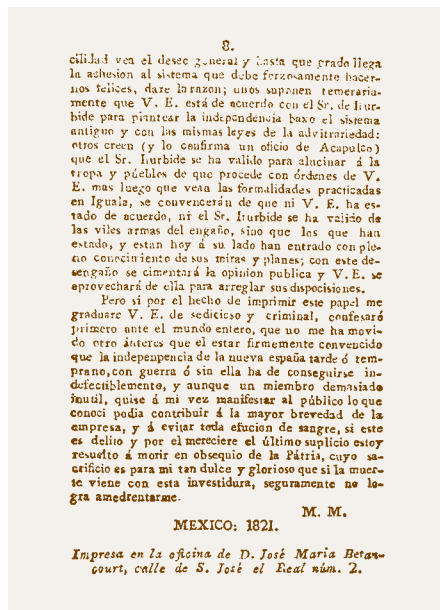 8.
cilidad vea el deseo general y hasta que grado llega
la adhesion al sistema que debe forzosamente hacer-
nos felices, dare la razon; unos suponen temeraria-
mente que V. E. está de acuerdo con el Sr. de Itur-
bide para plantear la independencia baxo el sistema
antiguo y con las mismas leyes de la advitrariedad:
otros creen (y lo confirma un oficio de Acapulco)
que el Sr. Iturbide se ha valido para alucinar á la
tropa y púebles de que procede con órdenes de V.
E. mas luego que vean las formalidades practicadas
en Iguala, se convencerán de que ni V. E. ha es-
tado de acuerdo, ni el Sr. Iturbide se ha valido de
las viles armas del engaño, sino que los que han
estado, y estan hoy á su lado han entrado con ple-
no conocimiento de sus miras y planes; con este de-
sengaño se cimentará la opinion publica y V. E. se
aprovechará de ella para arreglar sus disposiciones.
Pero si por el hecho de imprimir este papel me
graduare V. E. de sedicioso y criminal, confesaré
primero ante el mundo entero, que no me ha movi-
do otro ínteres que el estar firmemente convencido
que la indepenpencia de la nueva españa tarde ó tem-
prano, con guerra ó sin ella ha de conseguirse in-
defectiblemente, y aunque un miembro demasiado
inutil, quise á mi vez manifestar al público lo que
conoci podia contribuir á la mayor brevedad de la
empresa, y á evitar toda efucion de sangre, si este
es delito y por el mereciere el último suplicio estoy
resuelto á morir en obsequio de la Pátria, cuyo sa-
crificio es para mi tan dulce y glorioso que si la muer-
te viene con esta investidura, seguramente no lo-
gra amedrentarme.
M. M.
MEXICO: 1821.
Impresa en la oficina de D. José Maria Betan-
court, calle de S. José el Real núm. 2.